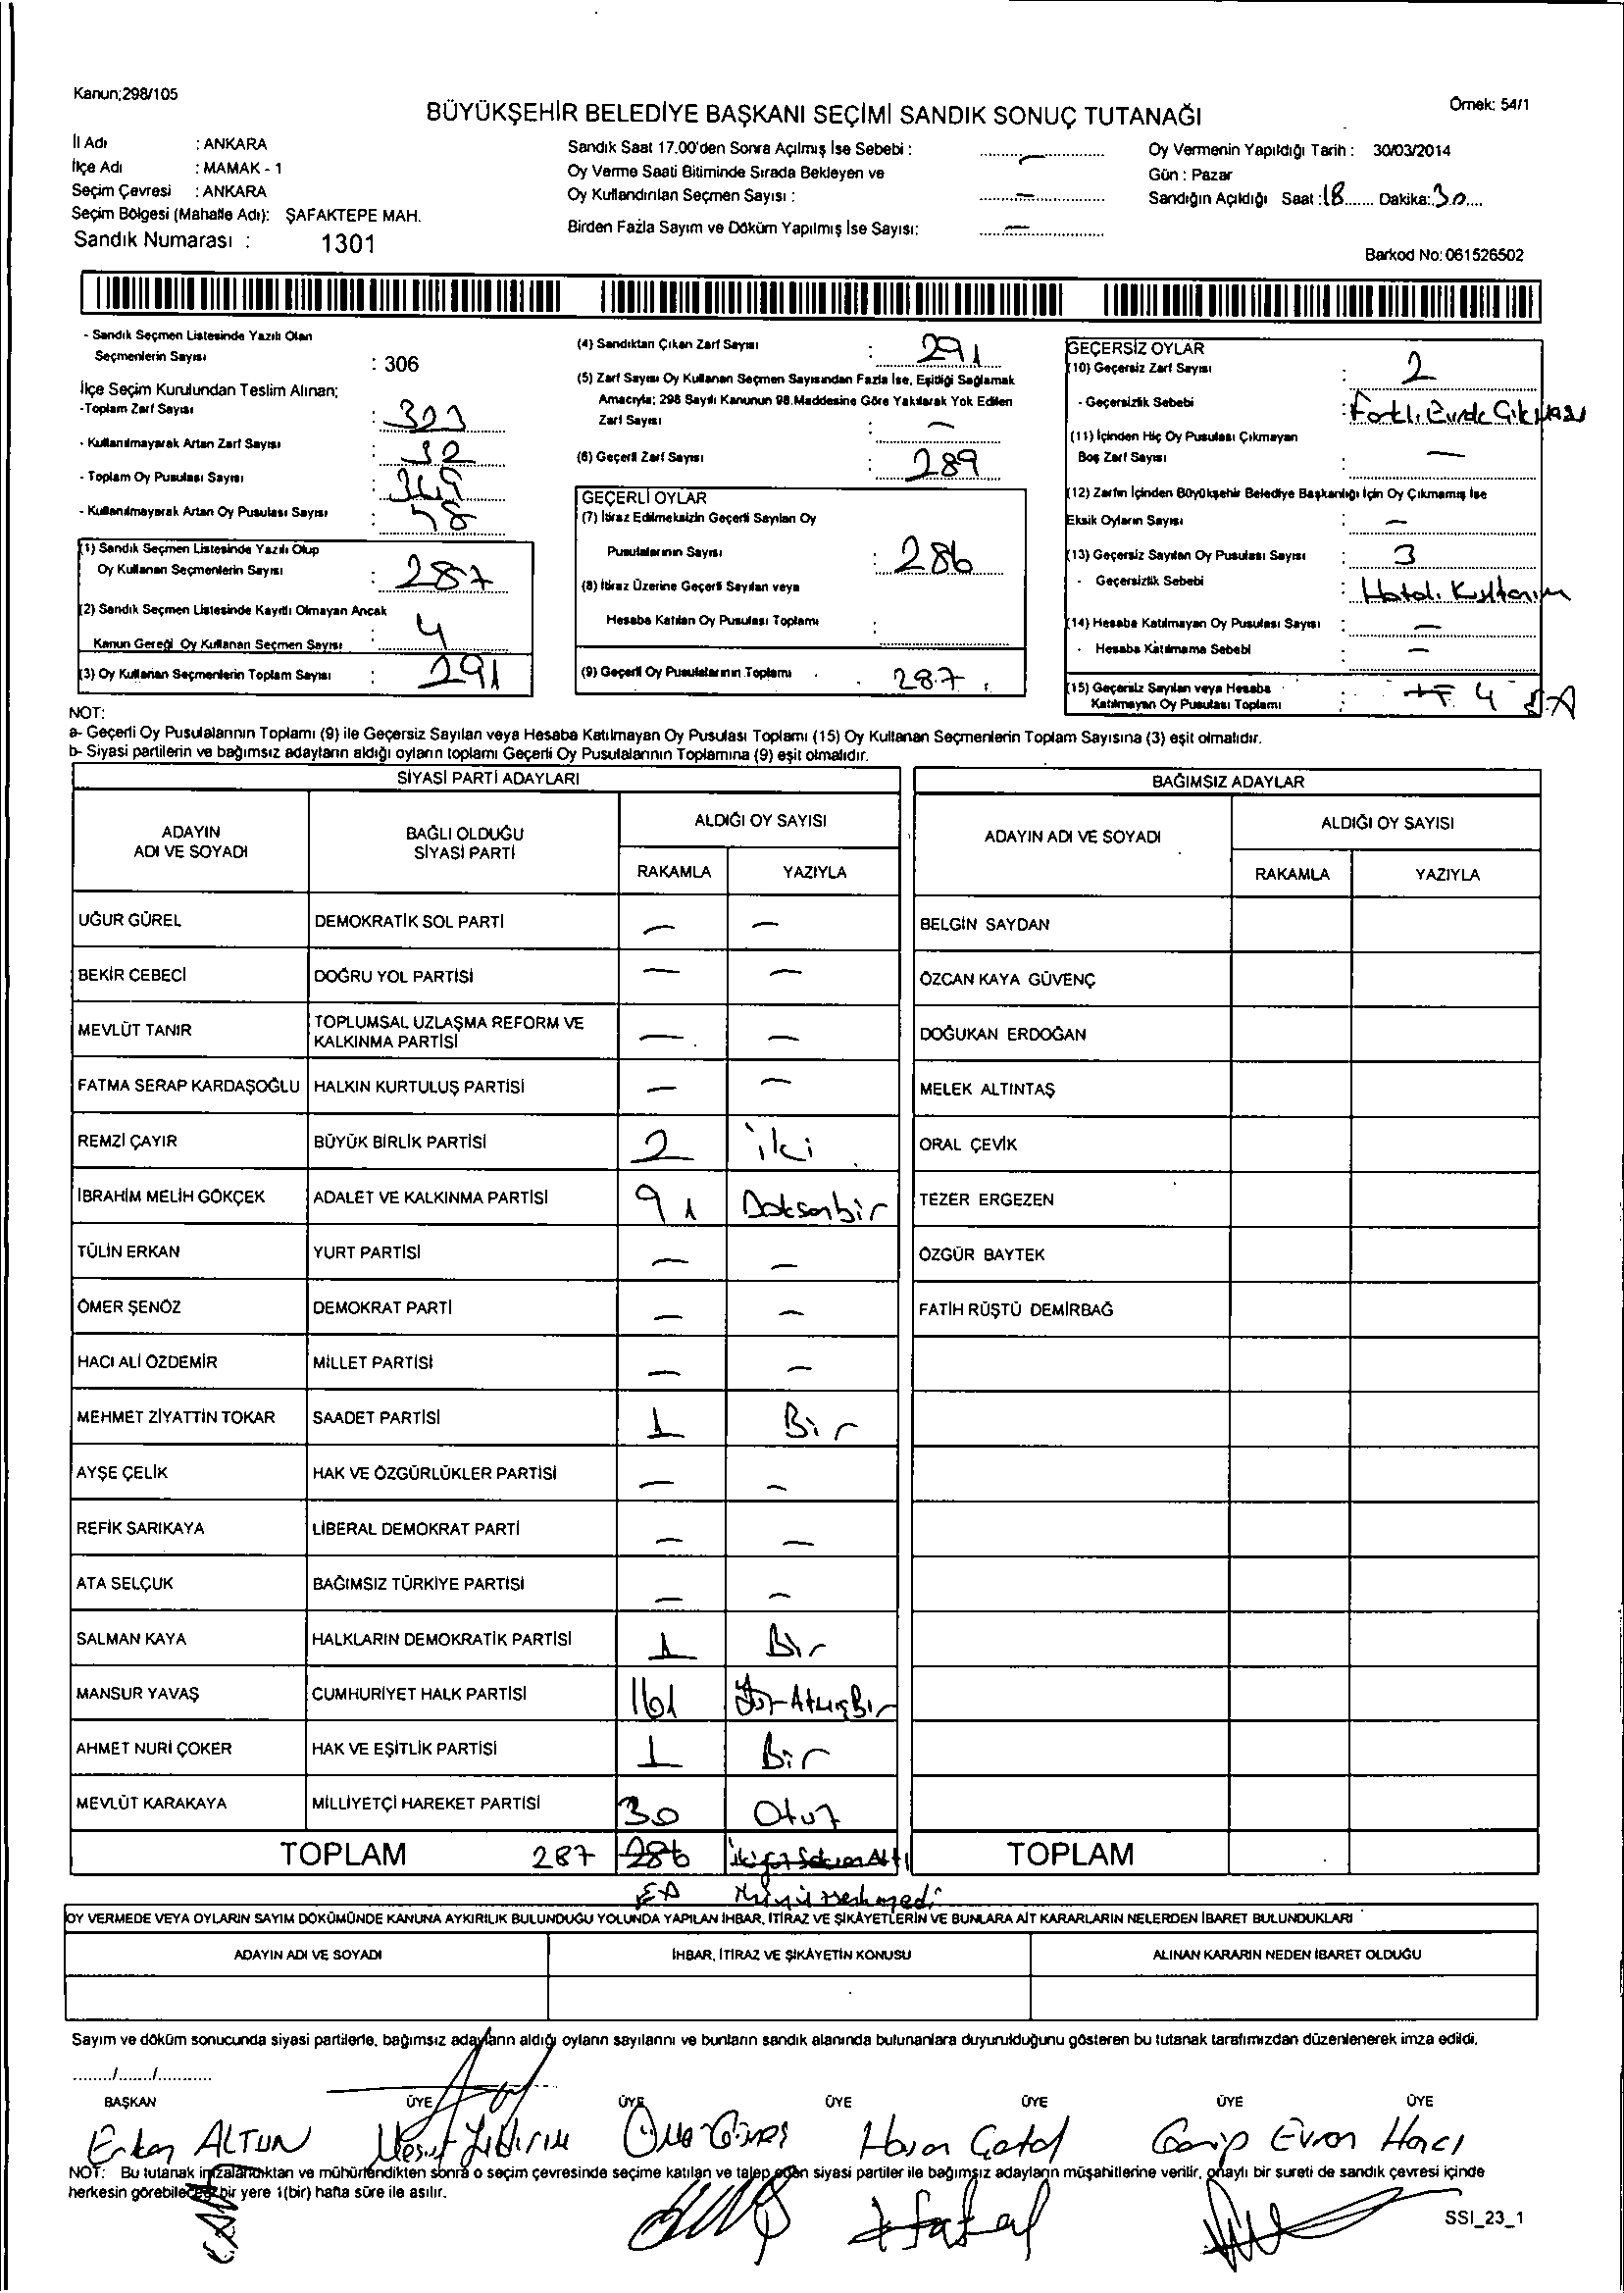 Kanun;298/105
BÜYÜKŞEHİR BELEDİYE BAŞKANI SEÇİMİ SANDIK SONUÇ TUTANAĞI
Örnek: 54/1
İl Adı : ANKARA
İlçe Adı : MAMAK - 1
Seçim Çevresi : ANKARA
Seçim Bölgesi (Mahalle Adı): ŞAFAKTEPE MAH.
Sandık Numarası : 1301
Sandık Saat 17.00'den Sonra Açılmış İse Sebebi : —
Oy Verme Saati Bitiminde Sırada Bekleyen ve
Oy Kullandırılan Seçmen Sayısı : —
Birden Fazla Sayım ve Döküm Yapılmış İse Sayısı: —
Oy Vermenin Yapıldığı Tarih : 30/03/2014
Gün : Pazar
Sandığın Açıldığı Saat :18...... Dakika:.30....
Barkod No: 061526502
- Sandık Seçmen Listesinde Yazılı Olan
Seçmenlerin Sayısı : 306
İlçe Seçim Kurulundan Teslim Alınan;
-Toplam Zarf Sayısı : 323
- Kullanılmayarak Artan Zarf Sayısı : 32
- Toplam Oy Pusulası Sayısı : 349
- Kullanılmayarak Artan Oy Pusulası Sayısı : 58
(1) Sandık Seçmen Listesinde Yazılı Olup
Oy Kullanan Seçmenlerin Sayısı : 287
(2) Sandık Seçmen Listesinde Kayıtlı Olmayan Ancak
Kanun Gereği Oy Kullanan Seçmen Sayısı : 4
(3) Oy Kullanan Seçmenlerin Toplam Sayısı : 291
(4) Sandıktan Çıkan Zarf Sayısı : 291
(5) Zarf Sayısı Oy Kullanan Seçmen Sayısından Fazla İse, Eşitliği Sağlamak
Amacıyla; 298 Sayılı Kanunun 98.Maddesine Göre Yakılarak Yok Edilen
Zarf Sayısı : —
(6) Geçerli Zarf Sayısı : 289
GEÇERLİ OYLAR
(7) İtiraz Edilmeksizin Geçerli Sayılan Oy
Pusulalarının Sayısı : 286
(8) İtiraz Üzerine Geçerli Sayılan veya
Hesaba Katılan Oy Pusulası Toplamı :
(9) Geçerli Oy Pusulalarının Toplamı 287
GEÇERSİZ OYLAR
(10) Geçersiz Zarf Sayısı : 2
- Geçersizlik Sebebi : Farklı Evrak Çıkması
(11) İçinden Hiç Oy Pusulası Çıkmayan
Boş Zarf Sayısı : —
(12) Zarfın İçinden Büyükşehir Belediye Başkanlığı İçin Oy Çıkmamış İse
Eksik Oyların Sayısı : —
(13) Geçersiz Sayılan Oy Pusulası Sayısı : 3
- Geçersizlik Sebebi : Hatalı Kullanım
(14) Hesaba Katılmayan Oy Pusulası Sayısı : —
- Hesaba Katılmama Sebebi : —
(15) Geçersiz Sayılan veya Hesaba
Katılmayan Oy Pusulası Toplamı : 4 EA
NOT:
a- Geçerli Oy Pusulalarının Toplamı (9) ile Geçersiz Sayılan veya Hesaba Katılmayan Oy Pusulası Toplamı (15) Oy Kullanan Seçmenlerin Toplam Sayısına (3) eşit olmalıdır.
b- Siyasi partilerin ve bağımsız adayların aldığı oyların toplamı Geçerli Oy Pusulalarının Toplamına (9) eşit olmalıdır.
SİYASİ PARTİ ADAYLARI
ADAYIN ADI VE SOYADI
BAĞLI OLDUĞU SİYASİ PARTİ
ALDIĞI OY SAYISI
RAKAMLA YAZIYLA
UĞUR GÜREL DEMOKRATİK SOL PARTİ — —
BEKİR CEBECİ DOĞRU YOL PARTİSİ — —
MEVLÜT TANIR TOPLUMSAL UZLAŞMA REFORM VE KALKINMA PARTİSİ — —
FATMA SERAP KARDAŞOĞLU HALKIN KURTULUŞ PARTİSİ — —
REMZİ ÇAYIR BÜYÜK BİRLİK PARTİSİ 2 iki
İBRAHİM MELİH GÖKÇEK ADALET VE KALKINMA PARTİSİ 91 Doksanbir
TÜLİN ERKAN YURT PARTİSİ — —
ÖMER ŞENÖZ DEMOKRAT PARTİ — —
HACI ALİ ÖZDEMİR MİLLET PARTİSİ — —
MEHMET ZİYATTİN TOKAR SAADET PARTİSİ 1 Bir
AYŞE ÇELİK HAK VE ÖZGÜRLÜKLER PARTİSİ — —
REFİK SARIKAYA LİBERAL DEMOKRAT PARTİ — —
ATA SELÇUK BAĞIMSIZ TÜRKİYE PARTİSİ — —
SALMAN KAYA HALKLARIN DEMOKRATİK PARTİSİ 1 Bir
MANSUR YAVAŞ CUMHURİYET HALK PARTİSİ 161 Yüz-AtmışBir
AHMET NURİ ÇOKER HAK VE EŞİTLİK PARTİSİ 1 Bir
MEVLÜT KARAKAYA MİLLİYETÇİ HAREKET PARTİSİ 30 Otuz
TOPLAM 287 286 İkiyüz Seksen Altı
EA
BAĞIMSIZ ADAYLAR
ADAYIN ADI VE SOYADI
ALDIĞI OY SAYISI
RAKAMLA YAZIYLA
BELGİN SAYDAN
ÖZCAN KAYA GÜVENÇ
DOĞUKAN ERDOĞAN
MELEK ALTINTAŞ
ORAL ÇEVİK
TEZER ERGEZEN
ÖZGÜR BAYTEK
FATİH RÜŞTÜ DEMİRBAĞ
TOPLAM
OY VERMEDE VEYA OYLARIN SAYIM DÖKÜMÜNDE KANUNA AYKIRILIK BULUNDUĞU YOLUNDA YAPILAN İHBAR, İTİRAZ VE ŞİKÂYETLERİN VE BUNLARA AİT KARARLARIN NELERDEN İBARET BULUNDUKLARI
ADAYIN ADI VE SOYADI İHBAR, İTİRAZ VE ŞİKÂYETİN KONUSU ALINAN KARARIN NEDEN İBARET OLDUĞU
Sayım ve döküm sonucunda siyasi partilerle, bağımsız adayların aldığı oyların sayılarını ve bunların sandık alanında bulunanlara duyurulduğunu gösteren bu tutanak tarafımızdan düzenlenerek imza edildi.
......../......../...........
BAŞKAN ÜYE ÜYE ÜYE ÜYE ÜYE ÜYE
Erkan ALTUN Mesut Yıldırım Ömer Güneş Hasan Çatal Garip Evren Hacı
NOT: Bu tutanak imzalandıktan ve mühürlendikten sonra o seçim çevresinde seçime katılan ve talep eden siyasi partiler ile bağımsız adayların müşahitlerine verilir, onaylı bir sureti de sandık çevresi içinde
herkesin görebileceği bir yere 1(bir) hafta süre ile asılır.
SSI_23_1